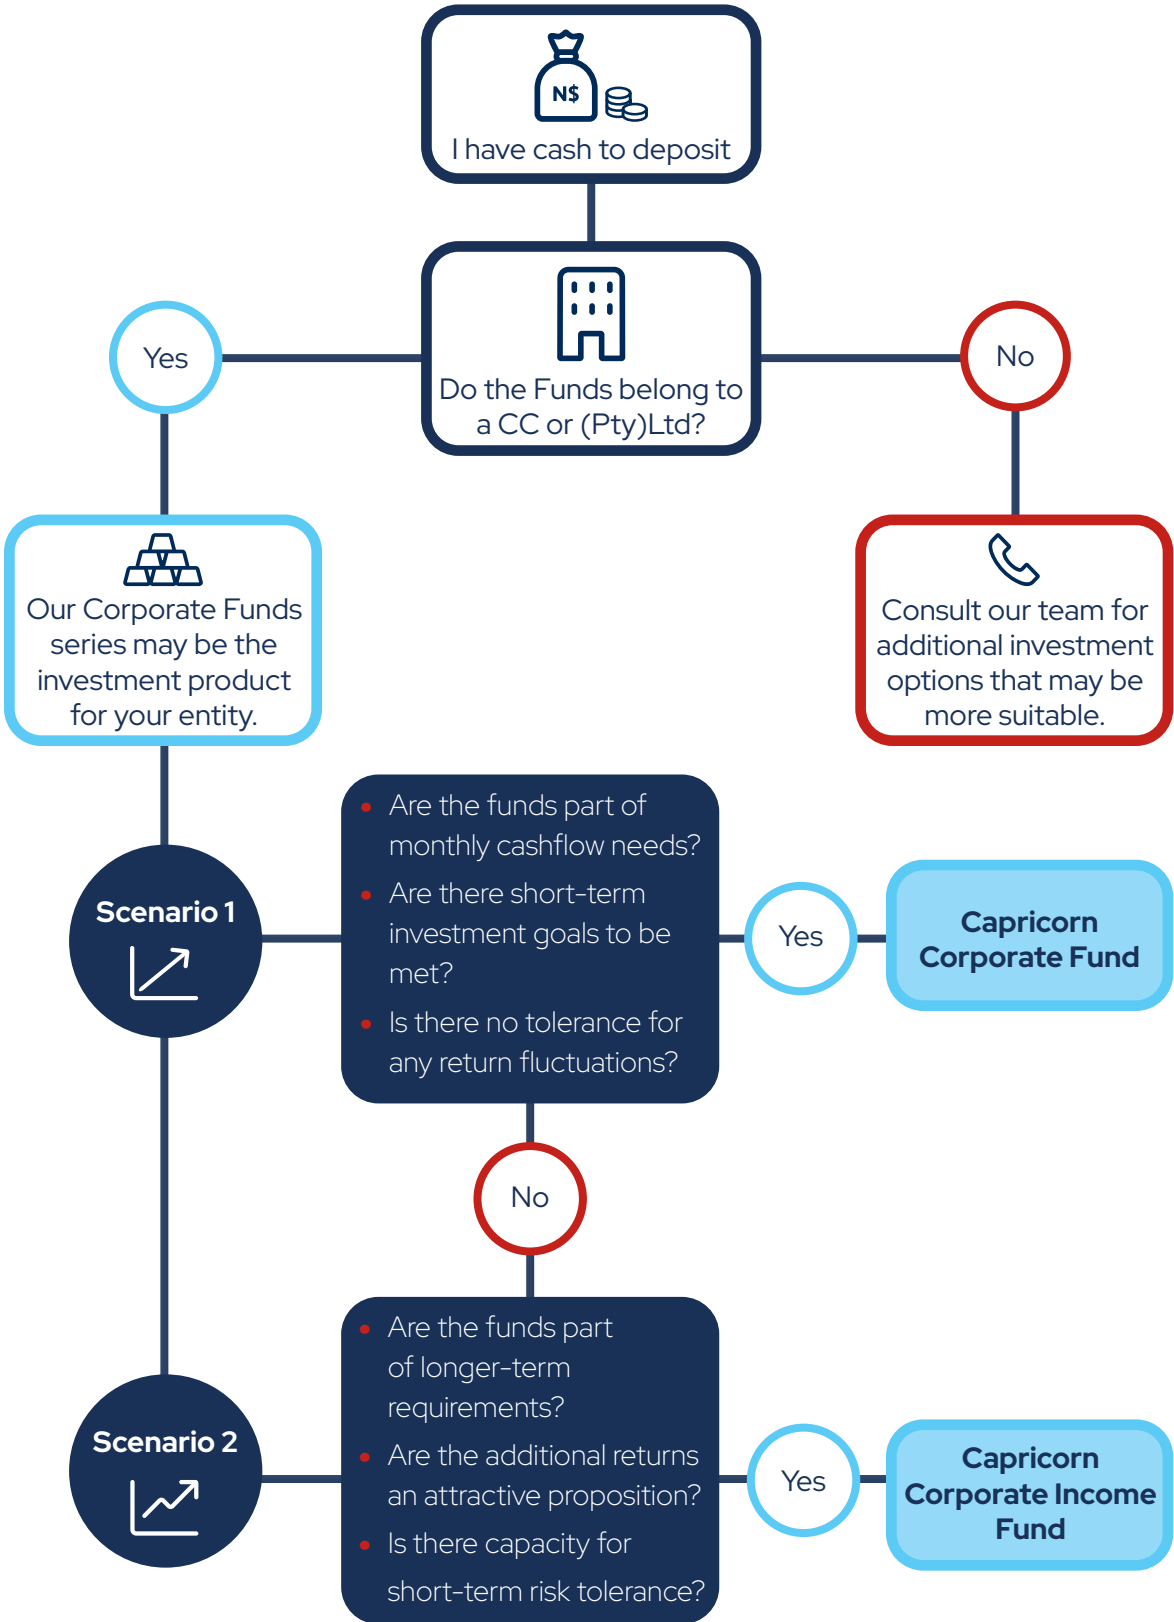 N$
I have cash to deposit
Do the Funds belong to
a CC or (Pty)Ltd?
Yes
No
Our Corporate Funds
series may be the
investment product
for your entity.
Consult our team for
additional investment
options that may be
more suitable.
Scenario 1
• Are the funds part of
monthly cashflow needs?
• Are there short-term
investment goals to be
met?
• Is there no tolerance for
any return fluctuations?
Yes
Capricorn
Corporate Fund
No
Scenario 2
• Are the funds part
of longer-term
requirements?
• Are the additional returns
an attractive proposition?
• Is there capacity for
short-term risk tolerance?
Yes
Capricorn
Corporate Income
Fund